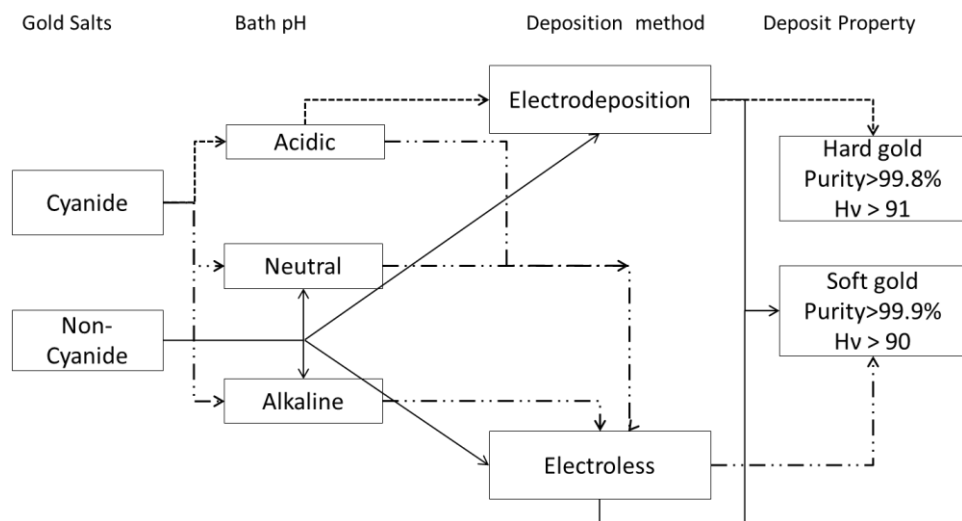 Gold Salts
Bath pH
Deposition method
Deposit Property
Electrodeposition
Acidic
Hard gold
Purity>99.8%
Hv > 91
Cyanide
Neutral
Soft gold
Purity>99.9%
Hv > 90
Non-
Cyanide
Alkaline
Electroless